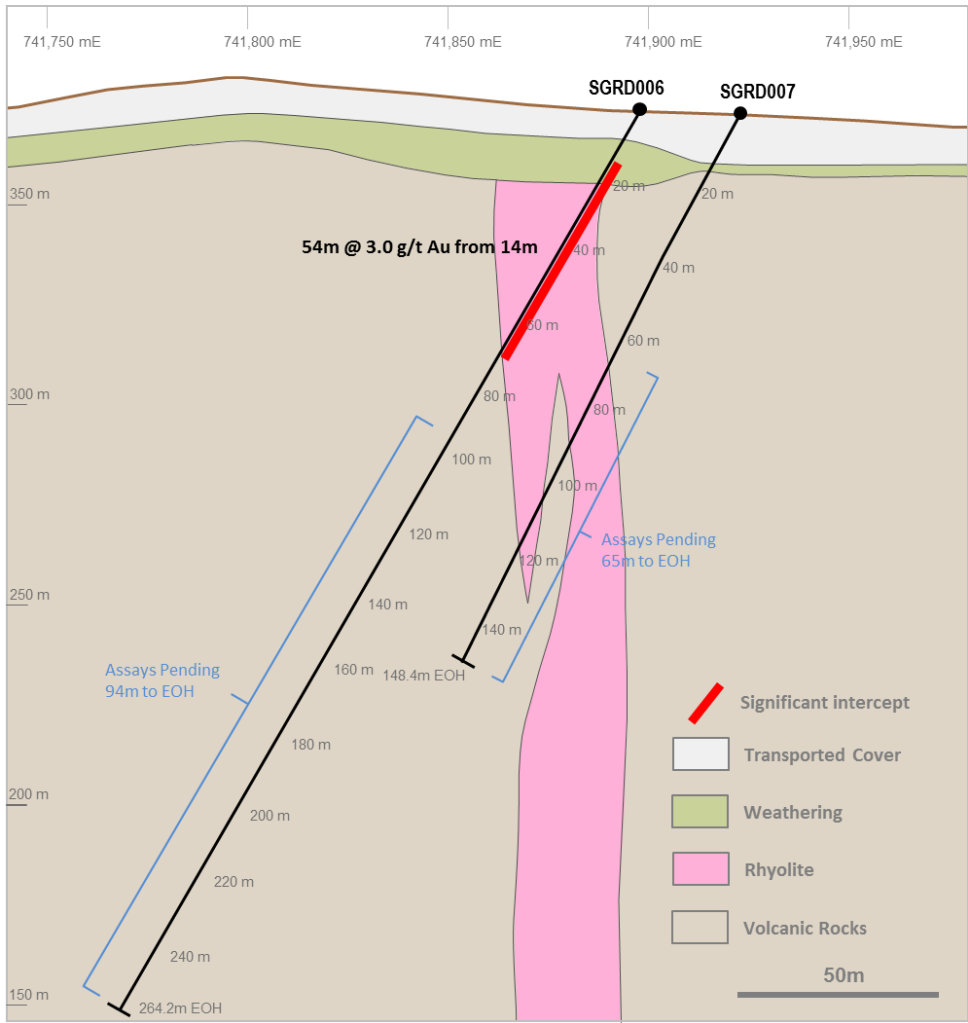 741,750 mE
741,800 mE
741,850 mE
741,900 mE
741,950 mE
SGRD006
SGRD007
350 m
20 m
20 m
54m @ 3.0 g/t Au from 14m
40 m
40 m
60 m
60 m
300 m
80 m
80 m
100 m
100 m
120 m
Assays Pending
65m to EOH
120 m
250 m
140 m
140 m
Assays Pending
94m to EOH
160 m
148.4m EOH
Significant intercept
180 m
Transported Cover
200 m
200 m
Weathering
220 m
Rhyolite
Volcanic Rocks
240 m
50m
150 m
264.2m EOH